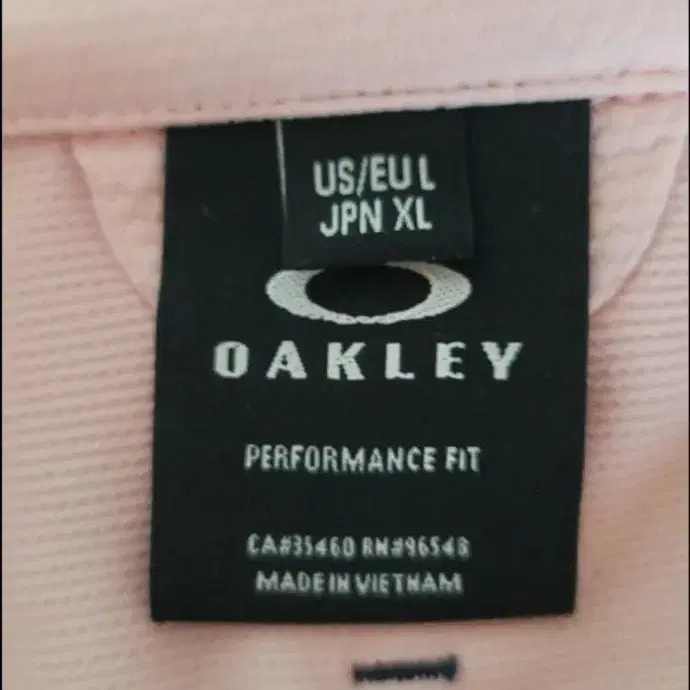 US/EU L
JPN XL
OAKLEY
PERFORMANCE FIT
CA#35460 RN#96548
MADE IN VIETNAM